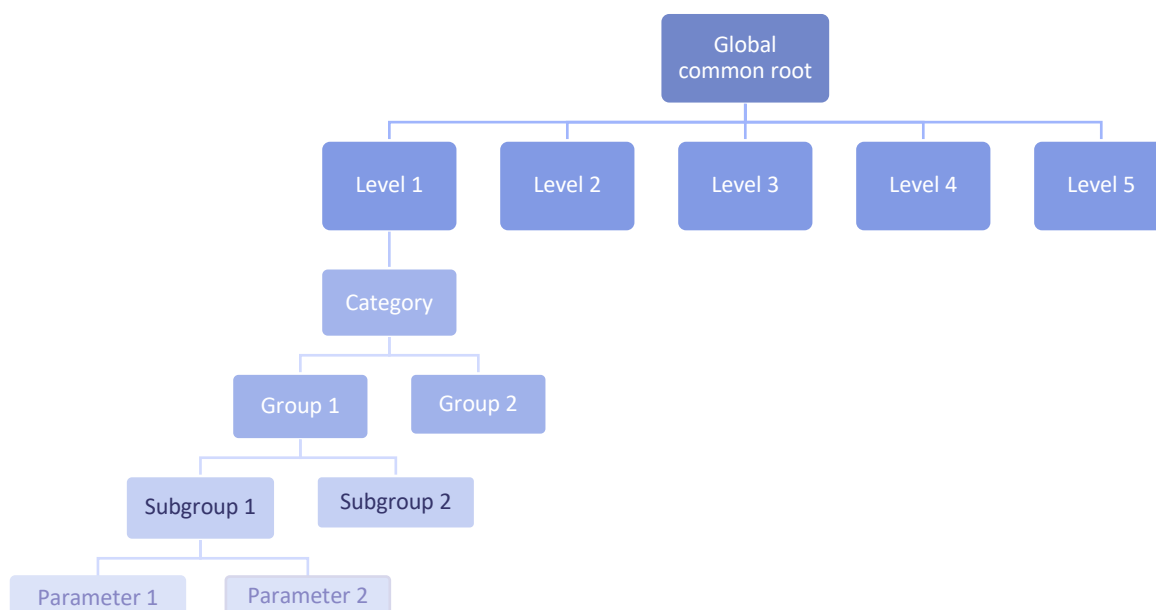 Global
common root
Level 1
Level 2
Level 3
Level 4
Level 5
Category
Group 1
Group 2
Subgroup 1
Subgroup 2
Parameter 1
Parameter 2